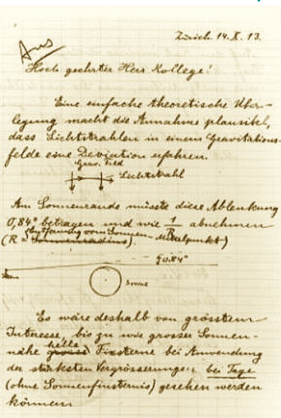 Zürich. 14. X. 13.
Hoch geehrter Herr Kollege!
Eine einfache theoretische Über-
legung macht die Annahme plausibel,
dass Lichtstrahlen in einem Gravitations-
felde eine Deviation erfahren.
Grav. Feld
Lichtstrahl
Am Sonnenrande müsste diese Ablenkung
0,84" betragen und wie 1/R abnehmen
(R = Sonnenradius) Entfernung vom Sonnen-Mittelpunkt)
0.84"
Sonne
Es wäre deshalb von grösstem
Interesse, bis zu wie grosser Sonnen-
nähe grosse helle Fixsterne bei Anwendung
der stärksten Vergrösserungen bei Tage
(ohne Sonnenfinsternis) gesehen werden
können.